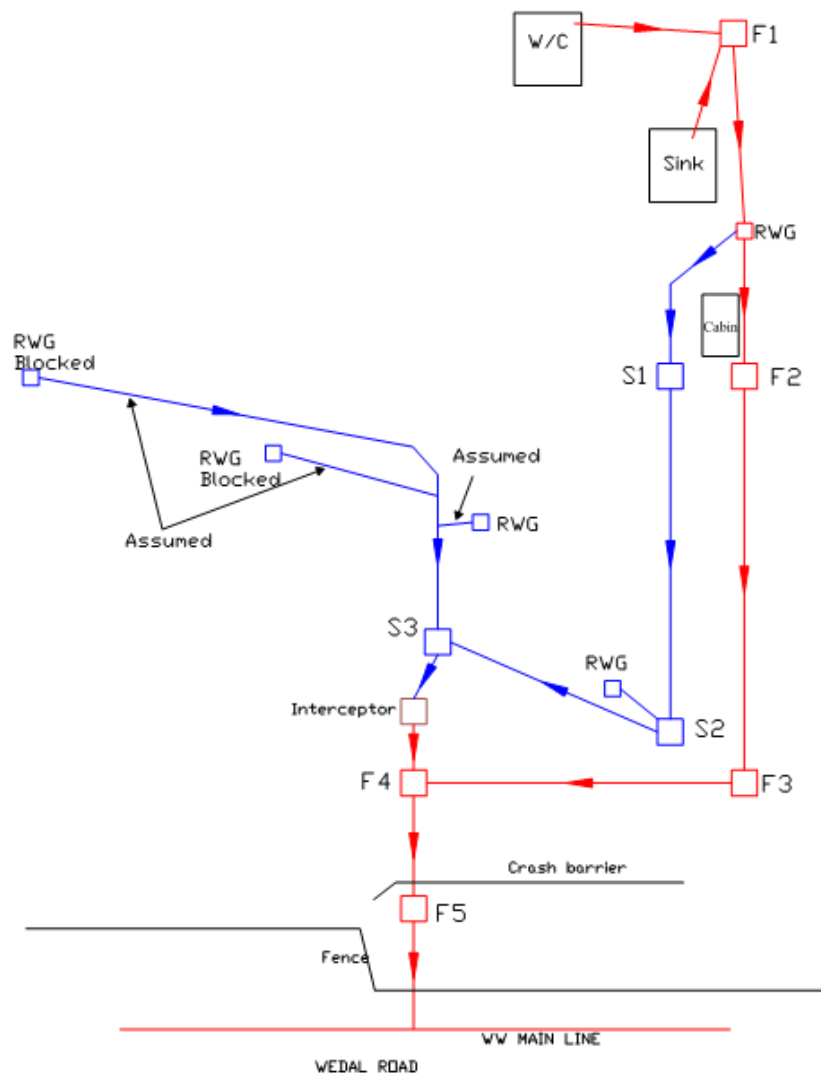 F1
W/C
Sink
RWG
Cabin
RWG
Blocked
S1
F2
RWG
Blocked
Assumed
RWG
Assumed
S3
RWG
Interceptor
S2
F4
F3
Crash barrier
F5
Fence
WW MAIN LINE
WEDAL ROAD